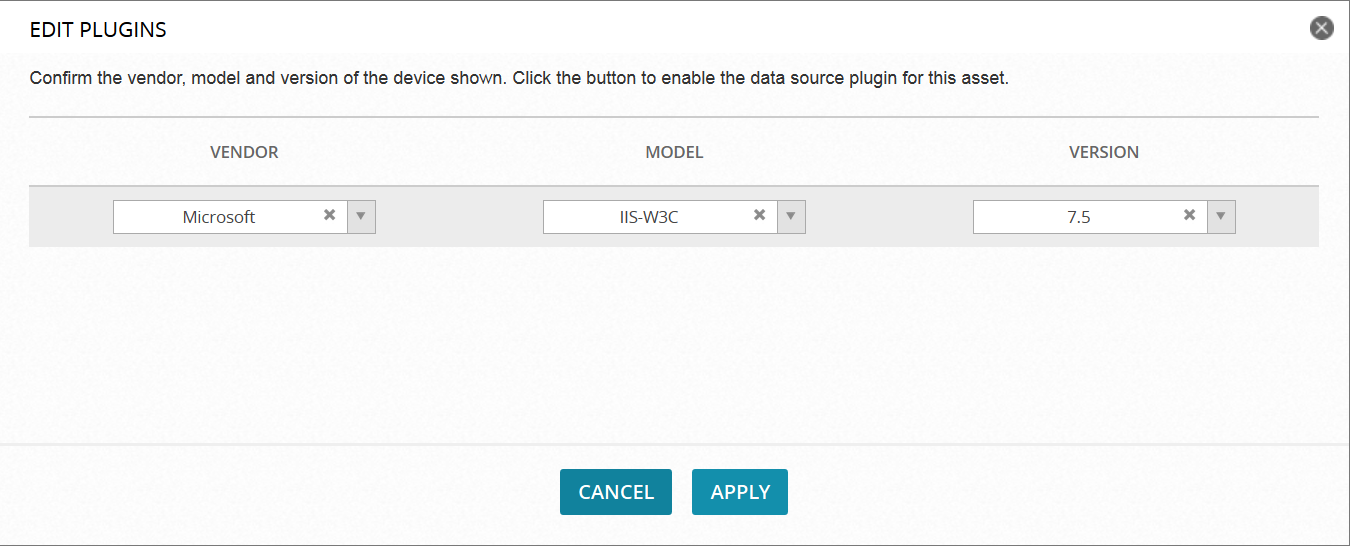 EDIT PLUGINS
Confirm the vendor, model and version of the device shown. Click the button to enable the data source plugin for this asset.
VENDOR MODEL VERSION
Microsoft IIS-W3C 7.5
CANCEL APPLY